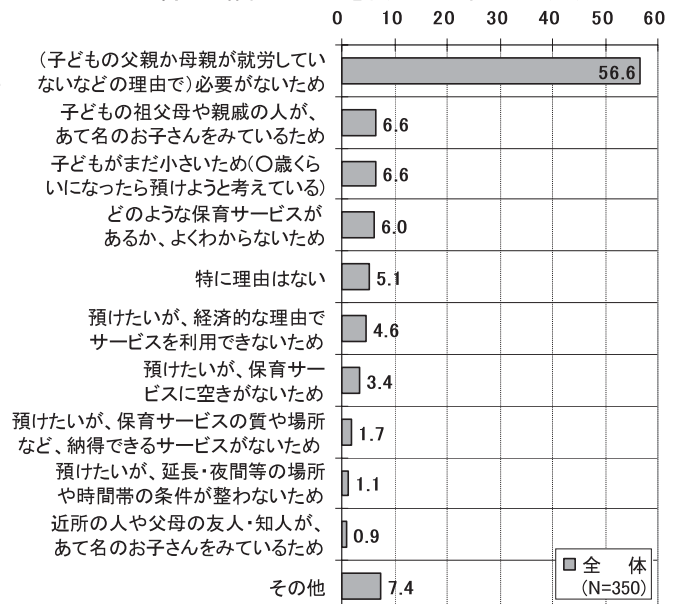 0 10 20 30 40 50 60
(子どもの父親か母親が就労してい
ないなどの理由で)必要がないため
56.6
子どもの祖父母や親戚の人が、
あて名のお子さんをみているため
6.6
子どもがまだ小さいため(〇歳くら
いになったら預けようと考えている)
6.6
どのような保育サービスが
あるか、よくわからないため
6.0
特に理由はない
5.1
預けたいが、経済的な理由で
サービスを利用できないため
4.6
預けたいが、保育サー
ビスに空きがないため
3.4
預けたいが、保育サービスの質や場所
など、納得できるサービスがないため
1.7
預けたいが、延長・夜間等の場所
や時間帯の条件が整わないため
1.1
近所の人や父母の友人・知人が、
あて名のお子さんをみているため
0.9
その他
7.4
全 体
(N=350)